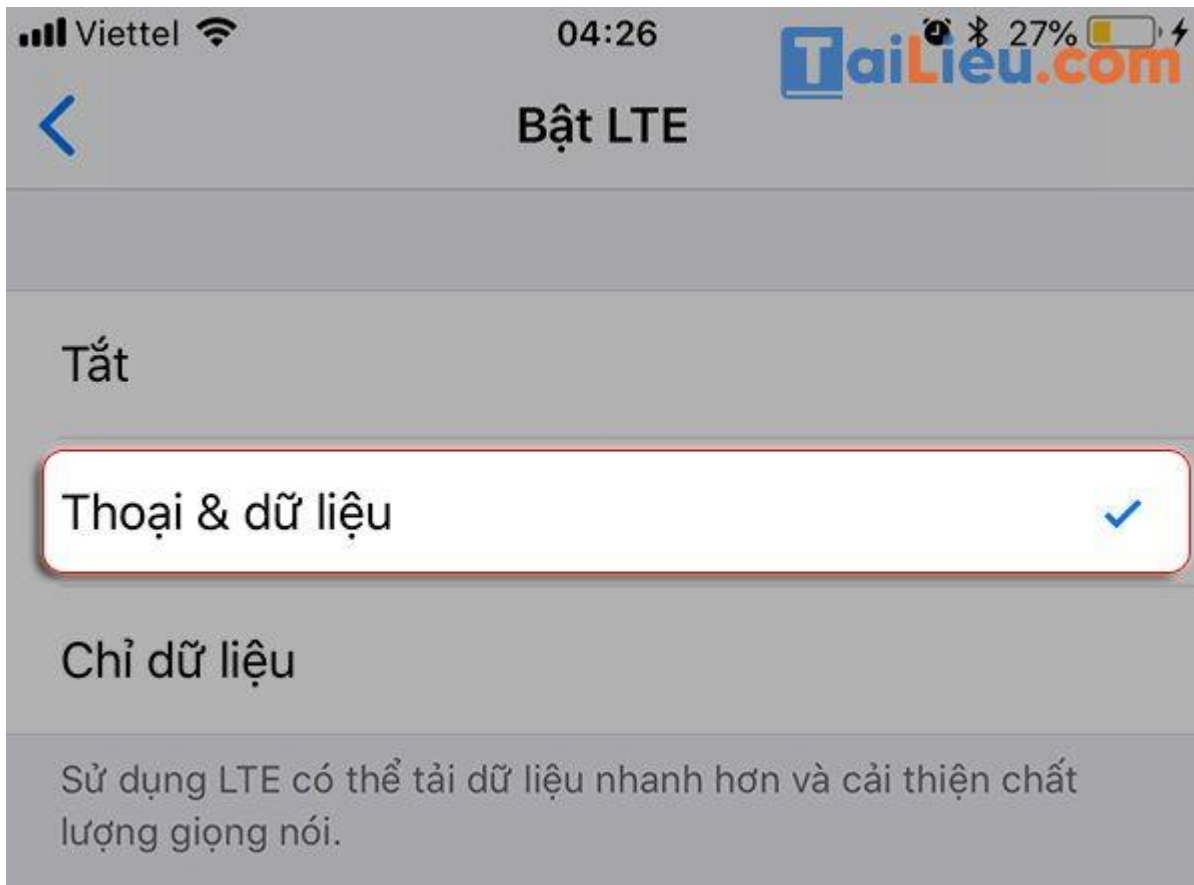 Viettel 04:26 27%
TaiLieu.com
Bật LTE
Tắt
Thoại & dữ liệu
Chỉ dữ liệu
Sử dụng LTE có thể tải dữ liệu nhanh hơn và cải thiện chất
lượng giọng nói.